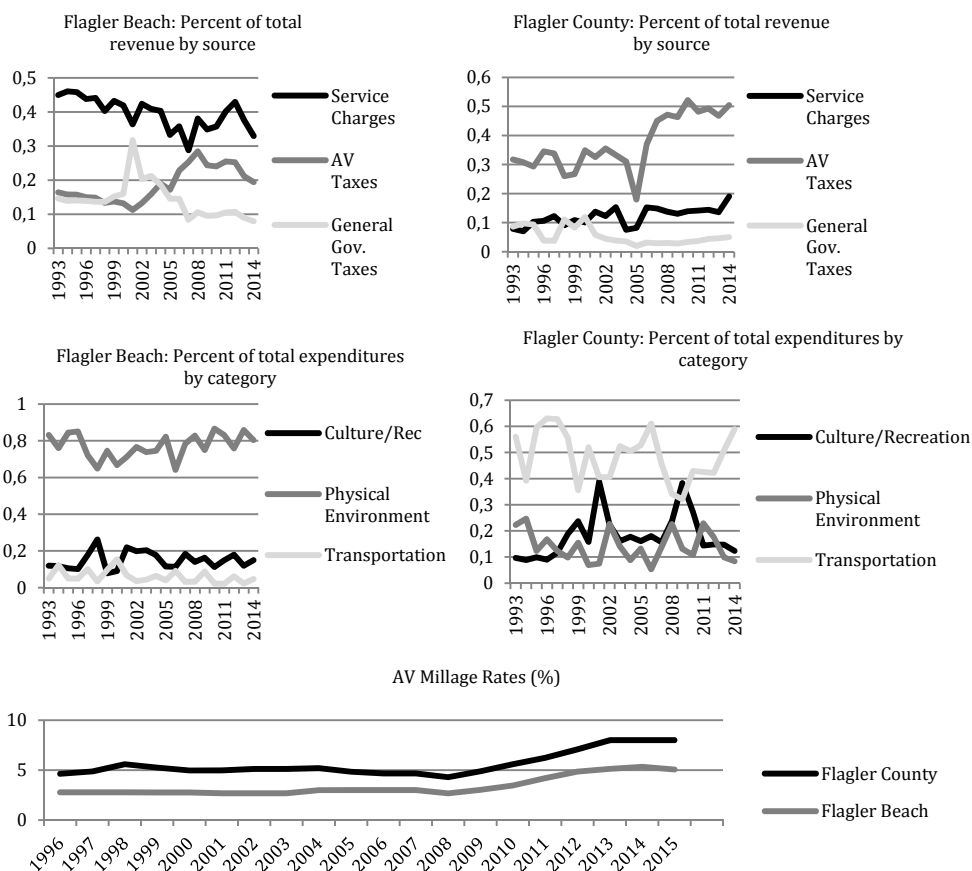 Flagler Beach: Percent of total
revenue by source
0,5
0,4
0,3
0,2
0,1
0
1993
1996
1999
2002
2005
2008
2011
2014
Service
Charges
AV
Taxes
General
Gov.
Taxes
Flagler County: Percent of total revenue
by source
0,6
0,5
0,4
0,3
0,2
0,1
0
1993
1996
1999
2002
2005
2008
2011
2014
Service
Charges
AV
Taxes
General
Gov.
Taxes
Flagler Beach: Percent of total expenditures
by category
1
0,8
0,6
0,4
0,2
0
1993
1996
1999
2002
2005
2008
2011
2014
Culture/Rec
Physical
Environment
Transportation
Flagler County: Percent of total expenditures by
category
0,7
0,6
0,5
0,4
0,3
0,2
0,1
0
1993
1996
1999
2002
2005
2008
2011
2014
Culture/Recreation
Physical
Environment
Transportation
AV Millage Rates (%)
10
5
0
1996
1997
1998
1999
2000
2001
2002
2003
2004
2005
2006
2007
2008
2009
2010
2011
2012
2013
2014
2015
Flagler County
Flagler Beach